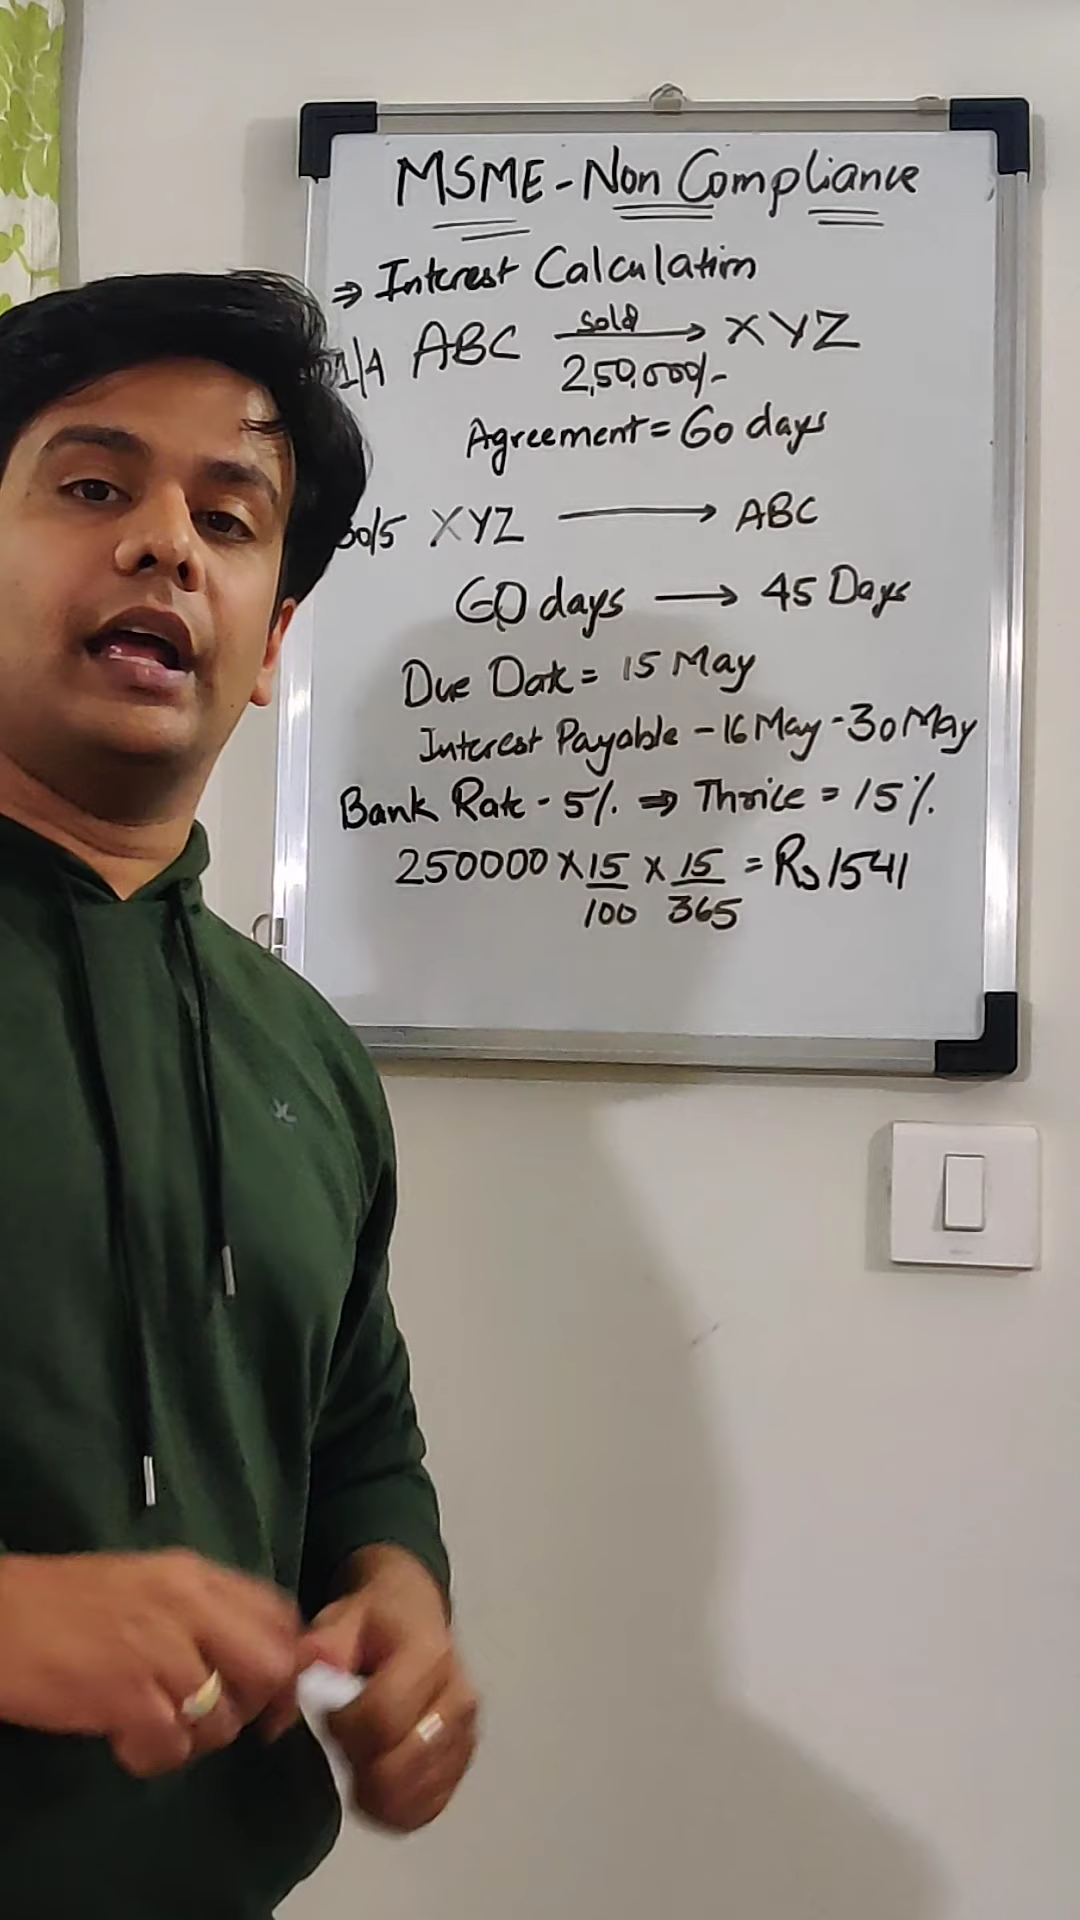 MSME - Non Compliance
⇒ Interest Calculation
1/4 ABC sold → XYZ
2,50,000/-
Agreement = 60 days
30/5 XYZ → ABC
60 days → 45 Days
Due Date = 15 May
Interest Payable - 16 May - 30 May
Bank Rate - 5% ⇒ Thrice = 15%
250000 × 15/100 × 15/365 = Rs 1541